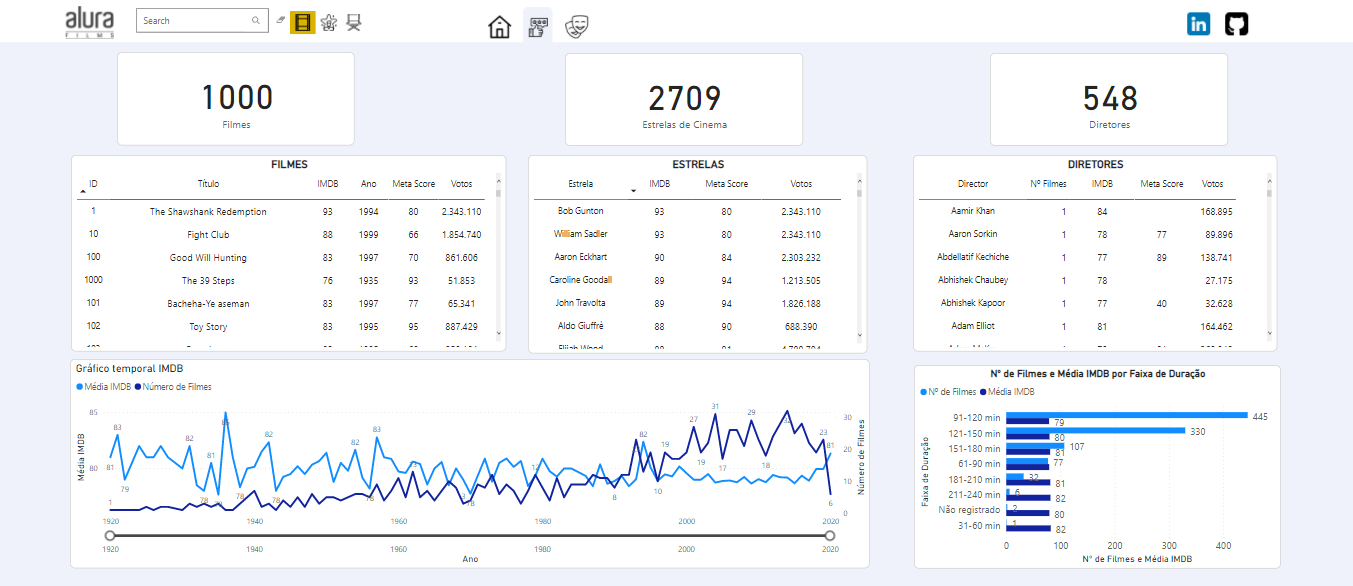 alura
FILMS
Search
1000
Filmes
2709
Estrelas de Cinema
548
Diretores
FILMES
ID Título IMDB Ano Meta Score Votos
1 The Shawshank Redemption 93 1994 80 2.343.110
10 Fight Club 88 1999 66 1.854.740
100 Good Will Hunting 83 1997 70 861.606
1000 The 39 Steps 76 1935 93 51.853
101 Bacheha-Ye aseman 83 1997 77 65.341
102 Toy Story 83 1995 95 887.429
ESTRELAS
Estrela IMDB Meta Score Votos
Bob Gunton 93 80 2.343.110
William Sadler 93 80 2.343.110
Aaron Eckhart 90 84 2.303.232
Caroline Goodall 89 94 1.213.505
John Travolta 89 94 1.826.188
Aldo Giuffrè 88 90 688.390
DIRETORES
Director Nº Filmes IMDB Meta Score Votos
Aamir Khan 1 84 168.895
Aaron Sorkin 1 78 77 89.896
Abdellatif Kechiche 1 77 89 138.741
Abhishek Chaubey 1 78 27.175
Abhishek Kapoor 1 77 40 32.628
Adam Elliot 1 81 164.462
Gráfico temporal IMDB
Média IMDB Número de Filmes
Média IMDB
85
80
81
83
79
1
82
78
81
78
82
78
82
83
12
82
8
10
19
19
27
31
17
29
18
23
81
6
30
20
10
0
Número de Filmes
1920 1940 1960 1980 2000 2020
1920 1940 1960 1980 2000 2020
Ano
Nº de Filmes e Média IMDB por Faixa de Duração
Nº de Filmes Média IMDB
Faixa de Duração
91-120 min 445
79
121-150 min 330
80
151-180 min 107
81
61-90 min 77
181-210 min 32
81
211-240 min 6
82
Não registrado 2
80
31-60 min 1
82
0 100 200 300 400
Nº de Filmes e Média IMDB